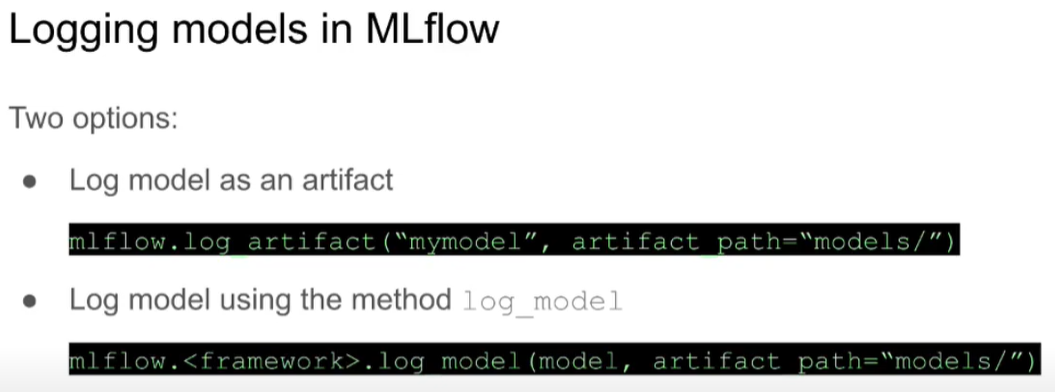 Logging models in MLflow
Two options:
● Log model as an artifact
mlflow.log_artifact(“mymodel”, artifact_path=“models/”)
● Log model using the method log_model
mlflow.<framework>.log_model(model, artifact_path=“models/”)